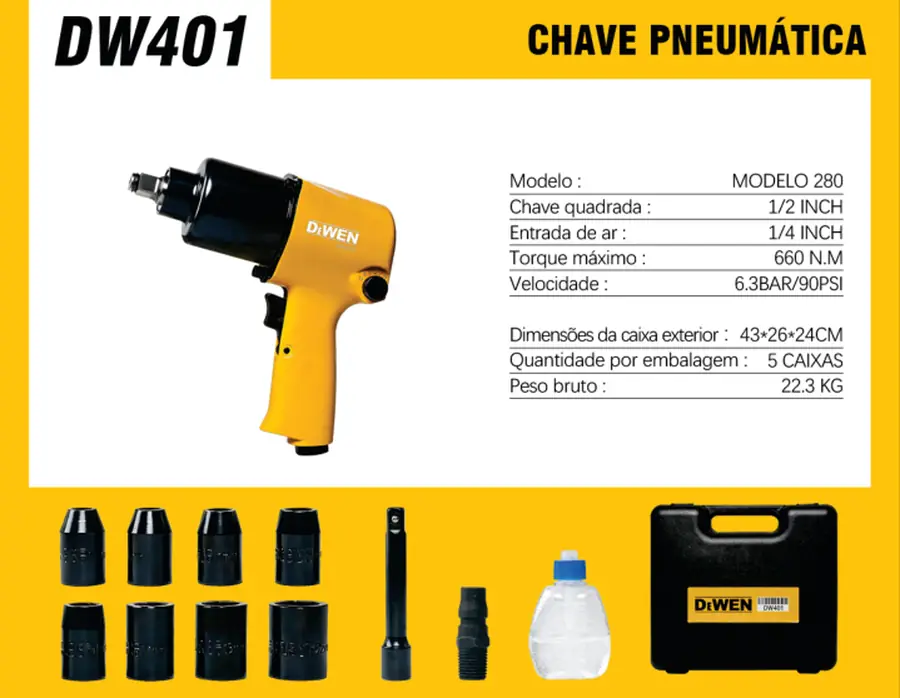 DW401
CHAVE PNEUMÁTICA
DEWEN
Modelo : MODELO 280
Chave quadrada : 1/2 INCH
Entrada de ar : 1/4 INCH
Torque máximo : 660 N.M
Velocidade : 6.3BAR/90PSI
Dimensões da caixa exterior : 43*26*24CM
Quantidade por embalagem : 5 CAIXAS
Peso bruto : 22.3 KG
DEWEN
DW401